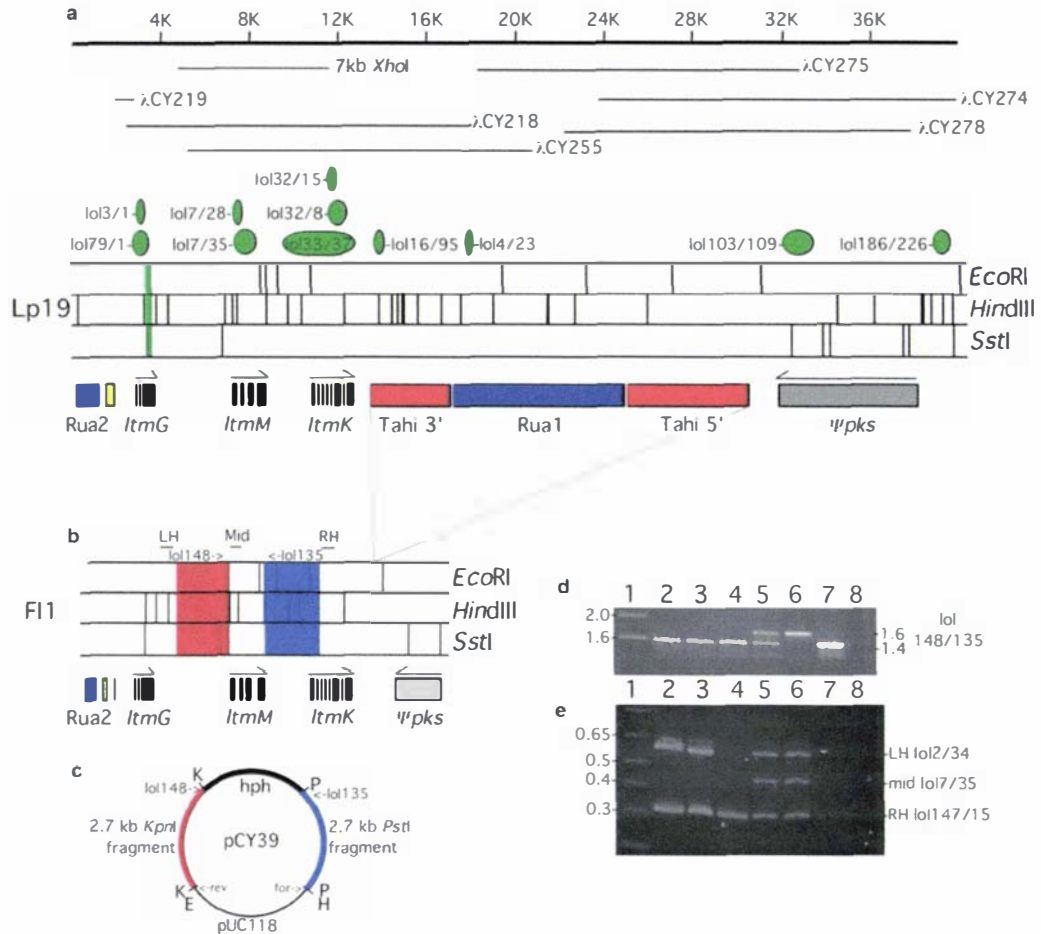 a
4K 8K 12K 16K 20K 24K 28K 32K 36K
7kb XhoI
λCY275
λCY219
λCY274
λCY218
λCY278
λCY255
lol32/15
lol3/1 lol7/28 lol32/8
lol79/1 lol7/35 lol33/37 lol16/95 lol4/23 lol103/109 lol186/226
EcoRI
Lp19 HindIII
SstI
Rua2 ltmG ltmM ltmK Tahi 3' Rua1 Tahi 5' Ψpks
b
LH Mid RH
lol148-> <-lol135
EcoRI
Fl1 HindIII
SstI
Rua2 ltmG ltmM ltmK Ψpks
c
K hph P
lol148-> <-lol135
2.7 kb KpnI fragment
pCY39
2.7 kb PstI fragment
K <-rev for-> P
E H
pUC118
d
1 2 3 4 5 6 7 8
2.0
1.6
1.6
1.4
lol
148/135
1 2 3 4 5 6 7 8
e
0.65
0.5
0.4
0.3
LH lol2/34
mid lol7/35
RH lol147/15